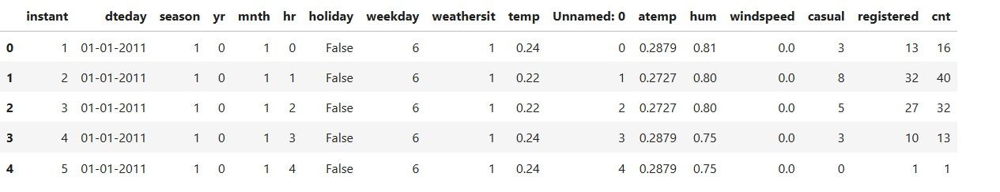 instant dteday season yr mnth hr holiday weekday weathersit temp Unnamed: 0 atemp hum windspeed casual registered cnt
0 1 01-01-2011 1 0 1 0 False 6 1 0.24 0 0.2879 0.81 0.0 3 13 16
1 2 01-01-2011 1 0 1 1 False 6 1 0.22 1 0.2727 0.80 0.0 8 32 40
2 3 01-01-2011 1 0 1 2 False 6 1 0.22 2 0.2727 0.80 0.0 5 27 32
3 4 01-01-2011 1 0 1 3 False 6 1 0.24 3 0.2879 0.75 0.0 3 10 13
4 5 01-01-2011 1 0 1 4 False 6 1 0.24 4 0.2879 0.75 0.0 0 1 1